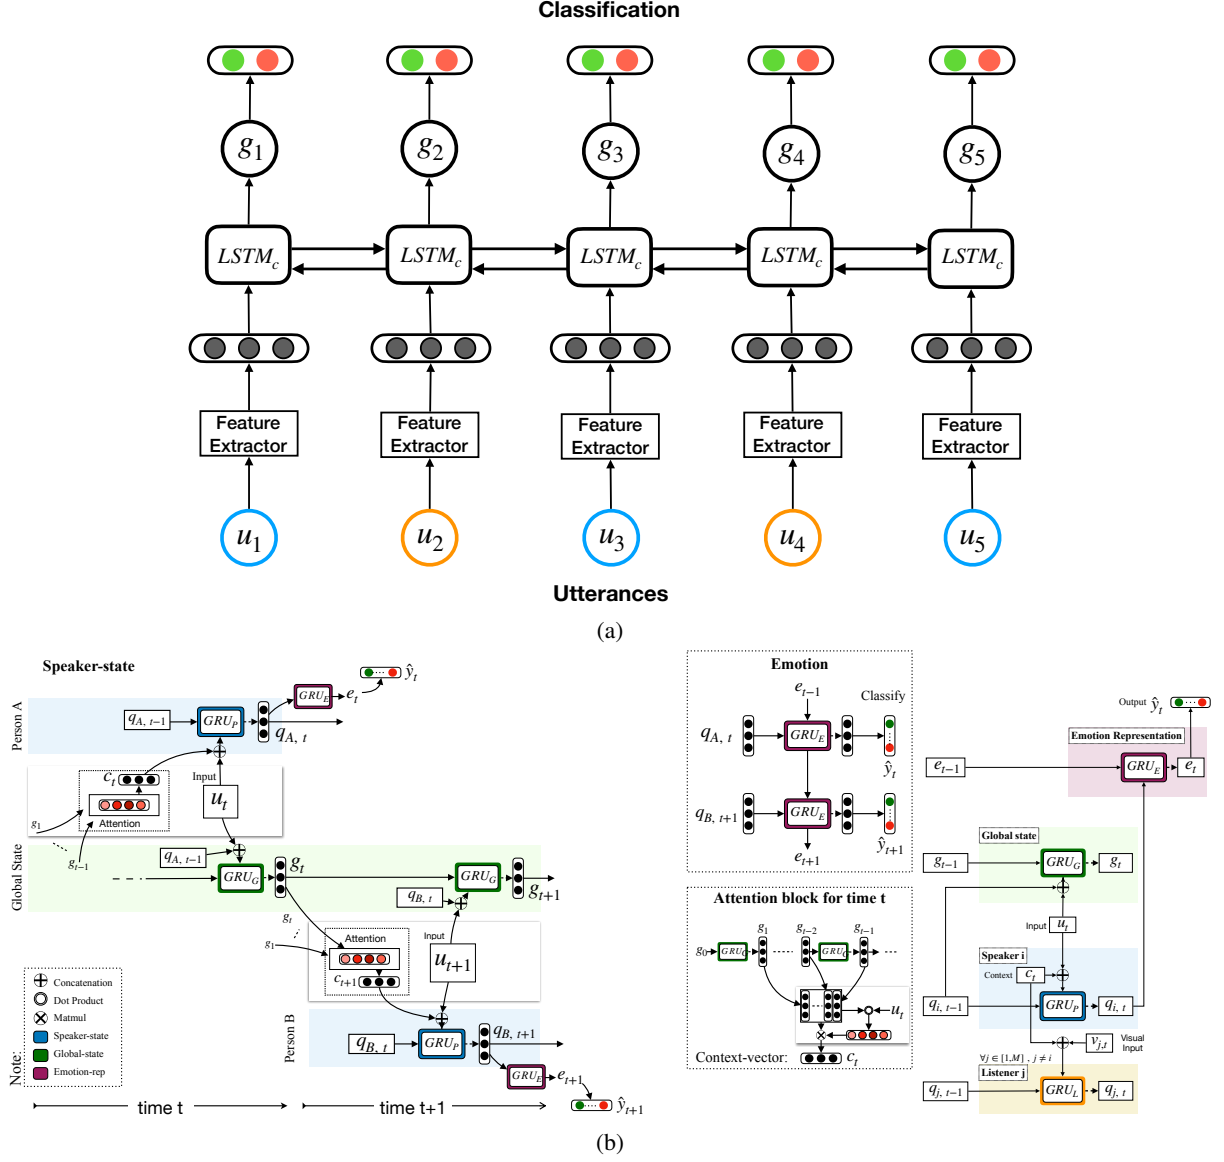 Classification
g1 g2 g3 g4 g5
LSTMc LSTMc LSTMc LSTMc LSTMc
Feature Extractor Feature Extractor Feature Extractor Feature Extractor Feature Extractor
u1 u2 u3 u4 u5
Utterances
(a)
Speaker-state
Person A
qA, t−1
GRUP
GRUE
et
ŷt
qA, t
ct
Attention
g1
gt−1
Input
ut
Global State
qA, t−1
GRUG
gt
qB, t
GRUG
gt+1
gt
g1
Attention
ct+1
Input
ut+1
Person B
qB, t
GRUP
qB, t+1
GRUE
et+1
ŷt+1
Note:
Concatenation
Dot Product
Matmul
Speaker-state
Global-state
Emotion-rep
time t
time t+1
Emotion
et−1
Classify
qA, t
GRUE
ŷt
qB, t+1
GRUE
et+1
ŷt+1
Attention block for time t
g0
GRUG
g1
gt−2
GRUG
gt−1
ut
Context-vector: ct
Output ŷt
Emotion Representation
et−1
GRUE
et
Global state
gt−1
GRUG
gt
Input ut
Speaker i
Context ct
qi, t−1
GRUP
qi, t
vj,t
Visual Input
∀j ∈ [1,M] , j ≠ i
Listener j
qj, t−1
GRUL
qj, t
(b)